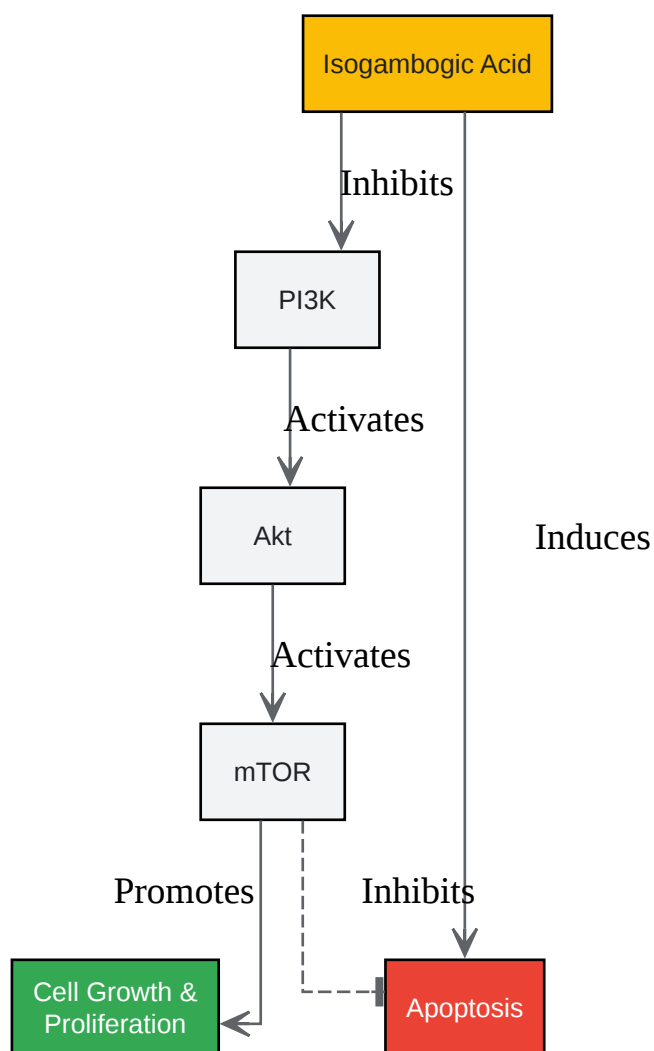 Isogambogic Acid
Inhibits
PI3K
Activates
Akt
Induces
Activates
mTOR
Promotes
Inhibits
Cell Growth &
Proliferation
Apoptosis